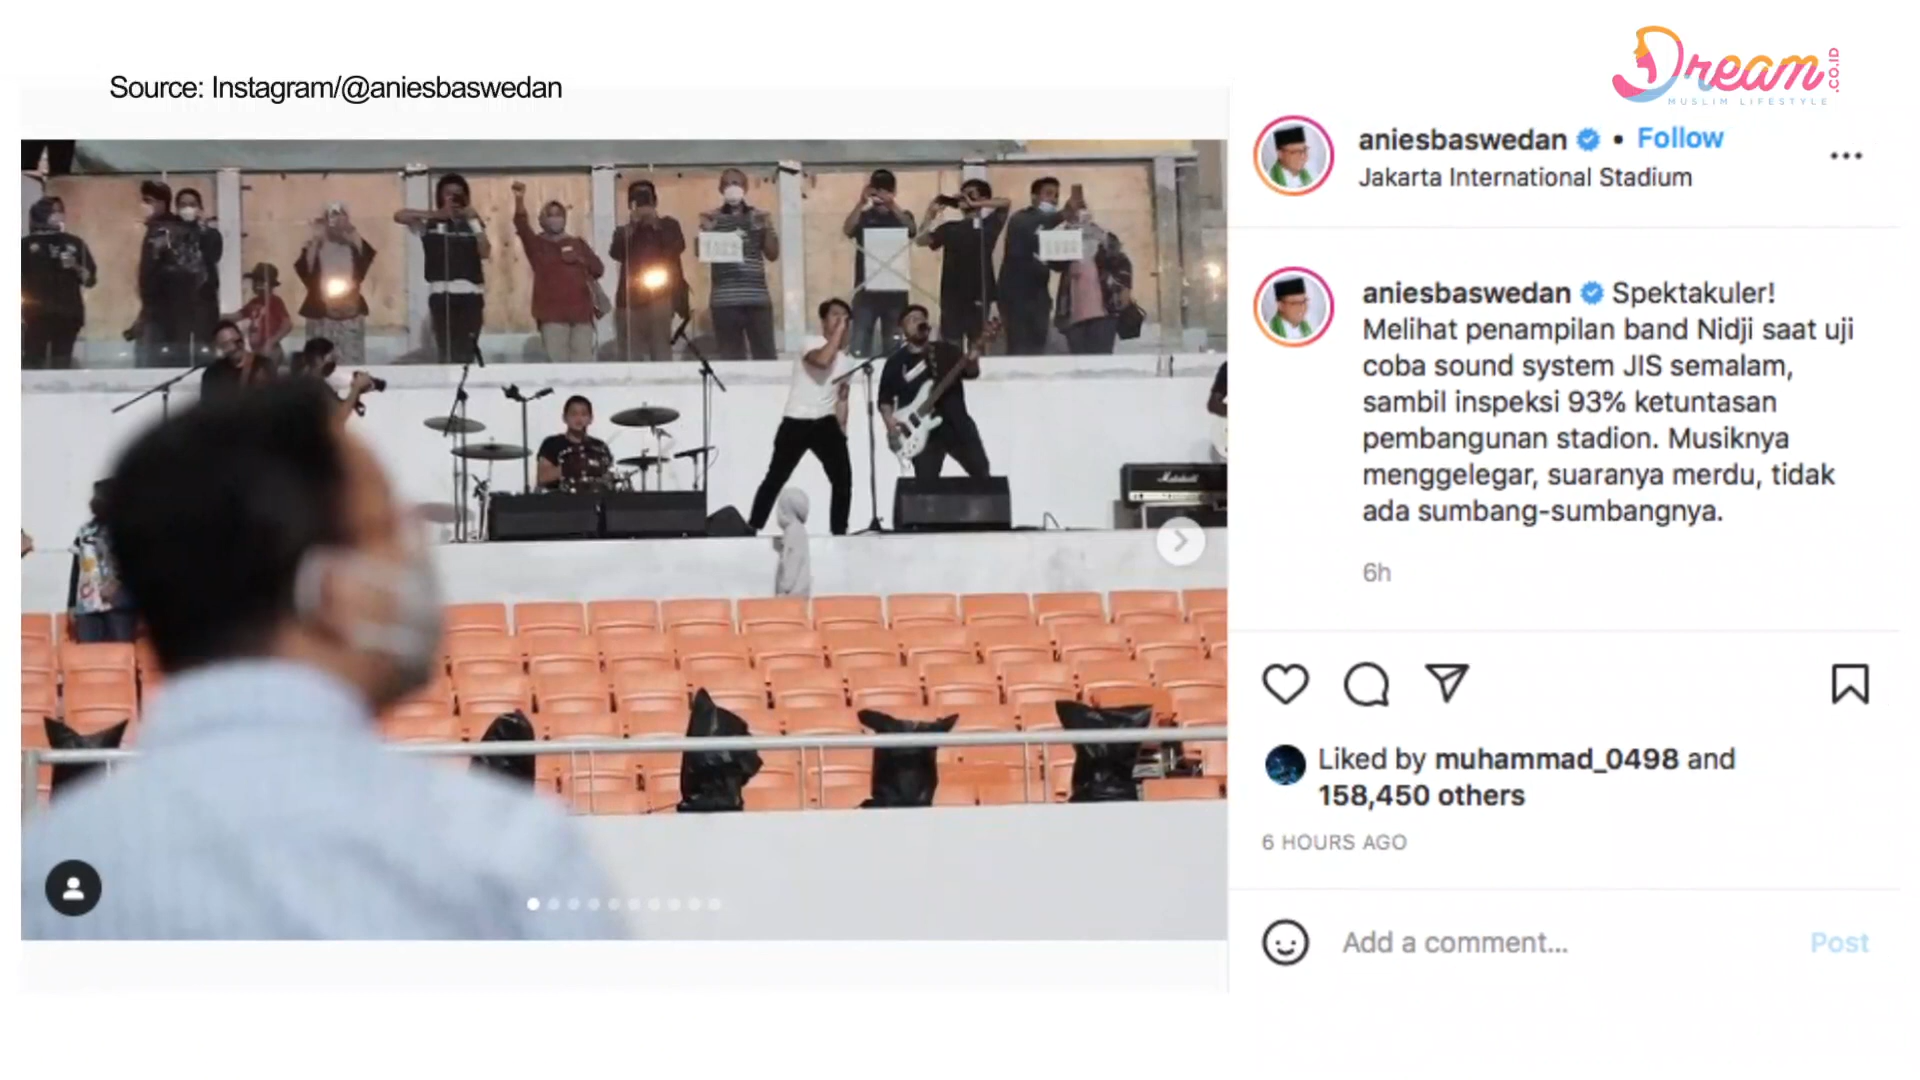 Source: Instagram/@aniesbaswedan
Dream
.CO.ID
MUSLIM LIFESTYLE
aniesbaswedan • Follow
Jakarta International Stadium
aniesbaswedan Spektakuler!
Melihat penampilan band Nidji saat uji
coba sound system JIS semalam,
sambil inspeksi 93% ketuntasan
pembangunan stadion. Musiknya
menggelegar, suaranya merdu, tidak
ada sumbang-sumbangnya.
6h
Marshall
Liked by muhammad_0498 and
158,450 others
6 HOURS AGO
Add a comment...
Post